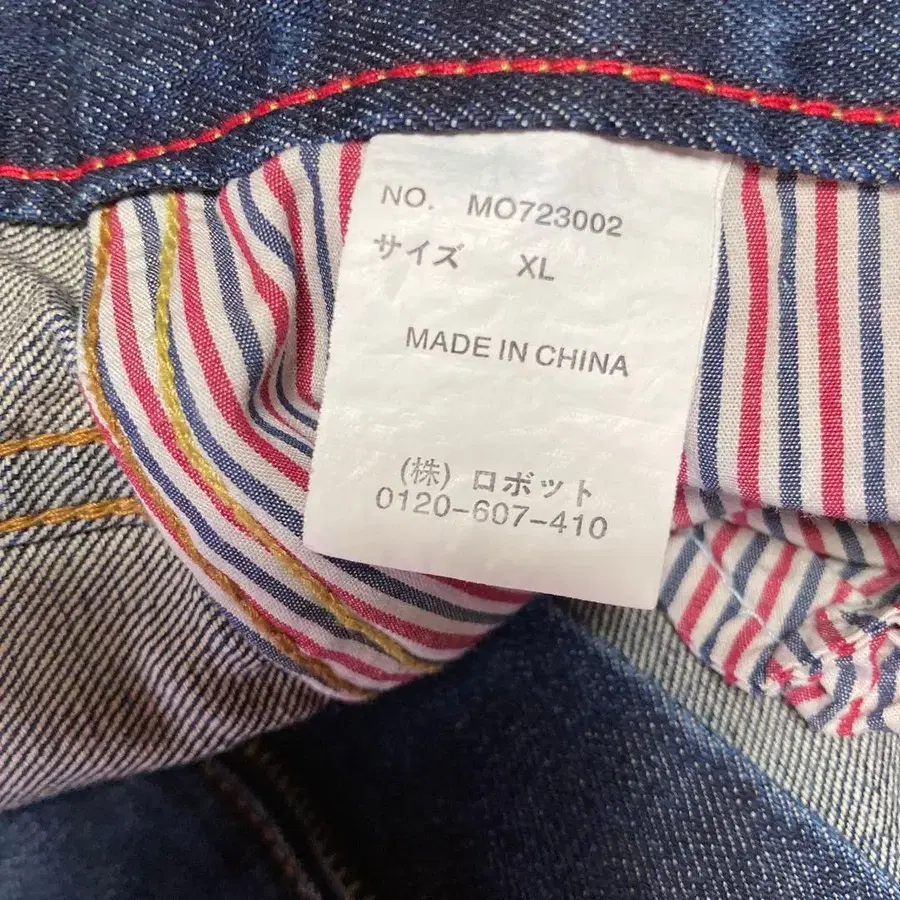 NO. MO723002
サイズ XL
MADE IN CHINA
(株) ロボット
0120-607-410